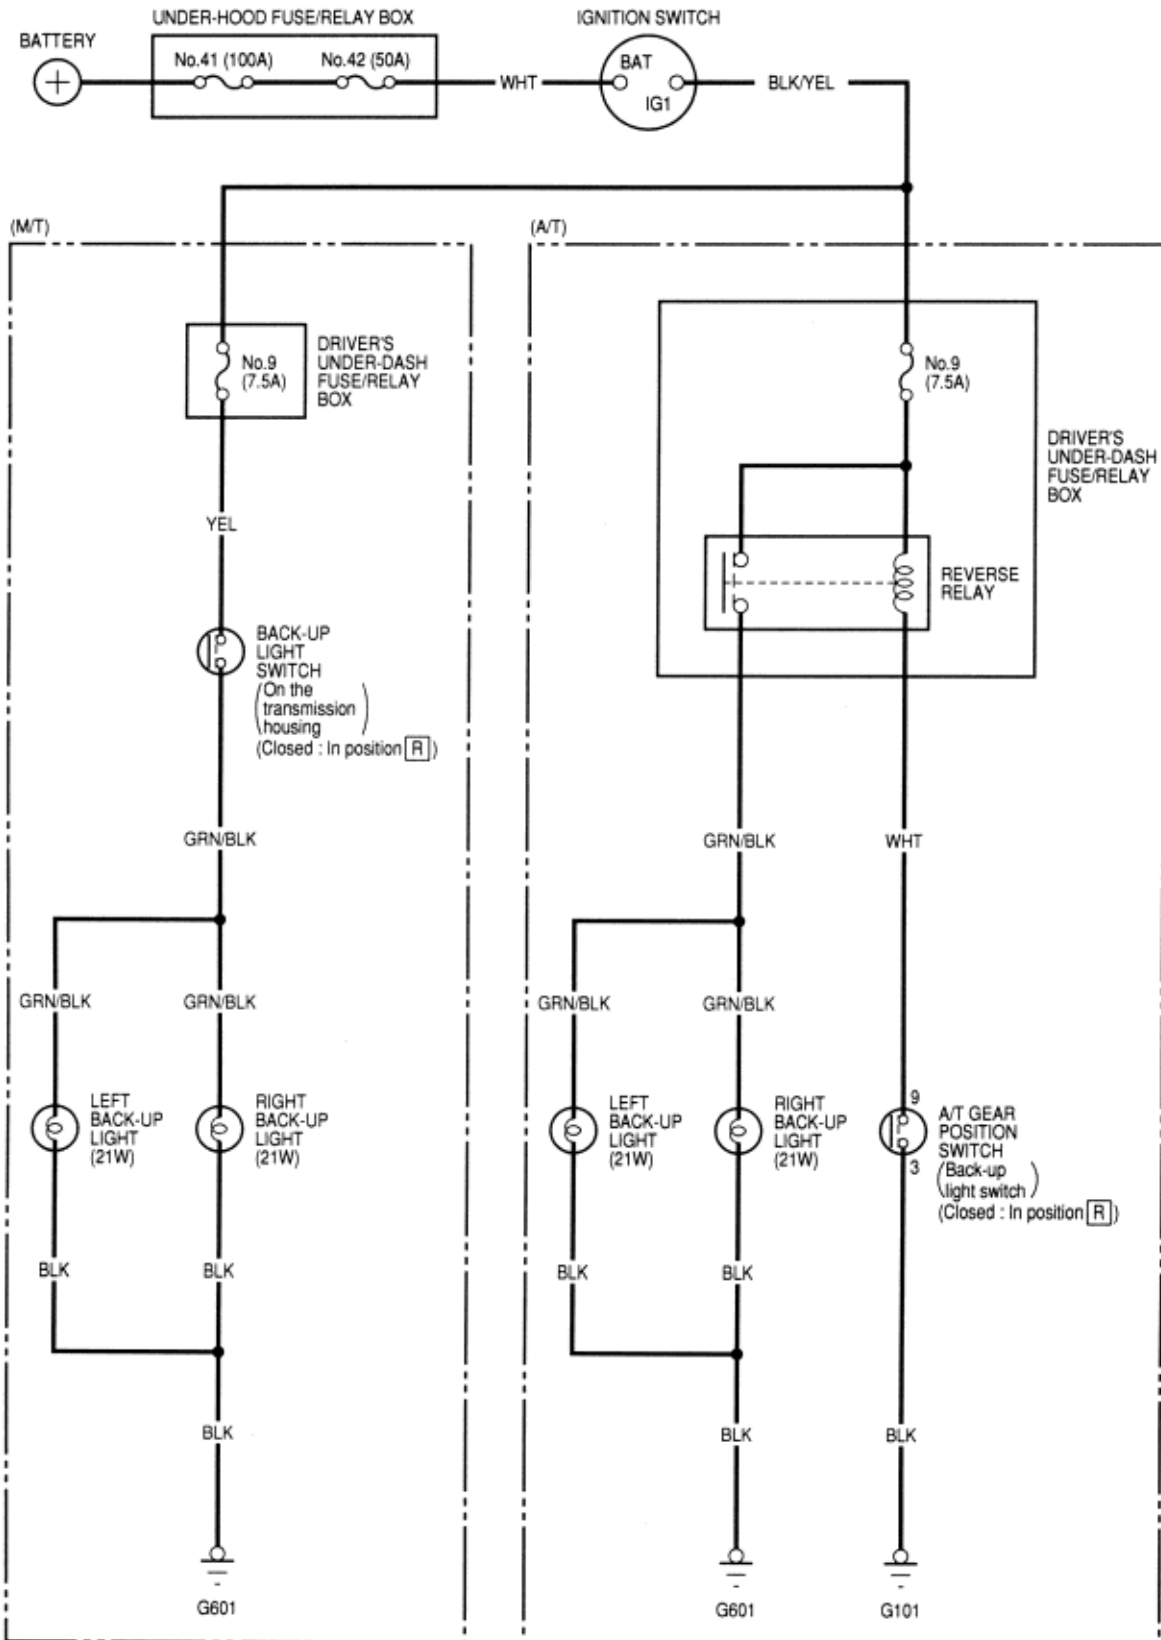 UNDER-HOOD FUSE/RELAY BOX
IGNITION SWITCH
BATTERY
No.41 (100A)
No.42 (50A)
WHT
BAT
IG1
BLK/YEL
(M/T)
No.9
(7.5A)
DRIVER'S
UNDER-DASH
FUSE/RELAY
BOX
YEL
BACK-UP
LIGHT
SWITCH
(On the
transmission
housing)
(Closed : In position R)
GRN/BLK
GRN/BLK
GRN/BLK
LEFT
BACK-UP
LIGHT
(21W)
RIGHT
BACK-UP
LIGHT
(21W)
BLK
BLK
BLK
G601
(A/T)
No.9
(7.5A)
DRIVER'S
UNDER-DASH
FUSE/RELAY
BOX
REVERSE
RELAY
GRN/BLK
WHT
GRN/BLK
GRN/BLK
LEFT
BACK-UP
LIGHT
(21W)
RIGHT
BACK-UP
LIGHT
(21W)
9
3
A/T GEAR
POSITION
SWITCH
(Back-up
light switch)
(Closed : In position R)
BLK
BLK
BLK
BLK
G601
G101